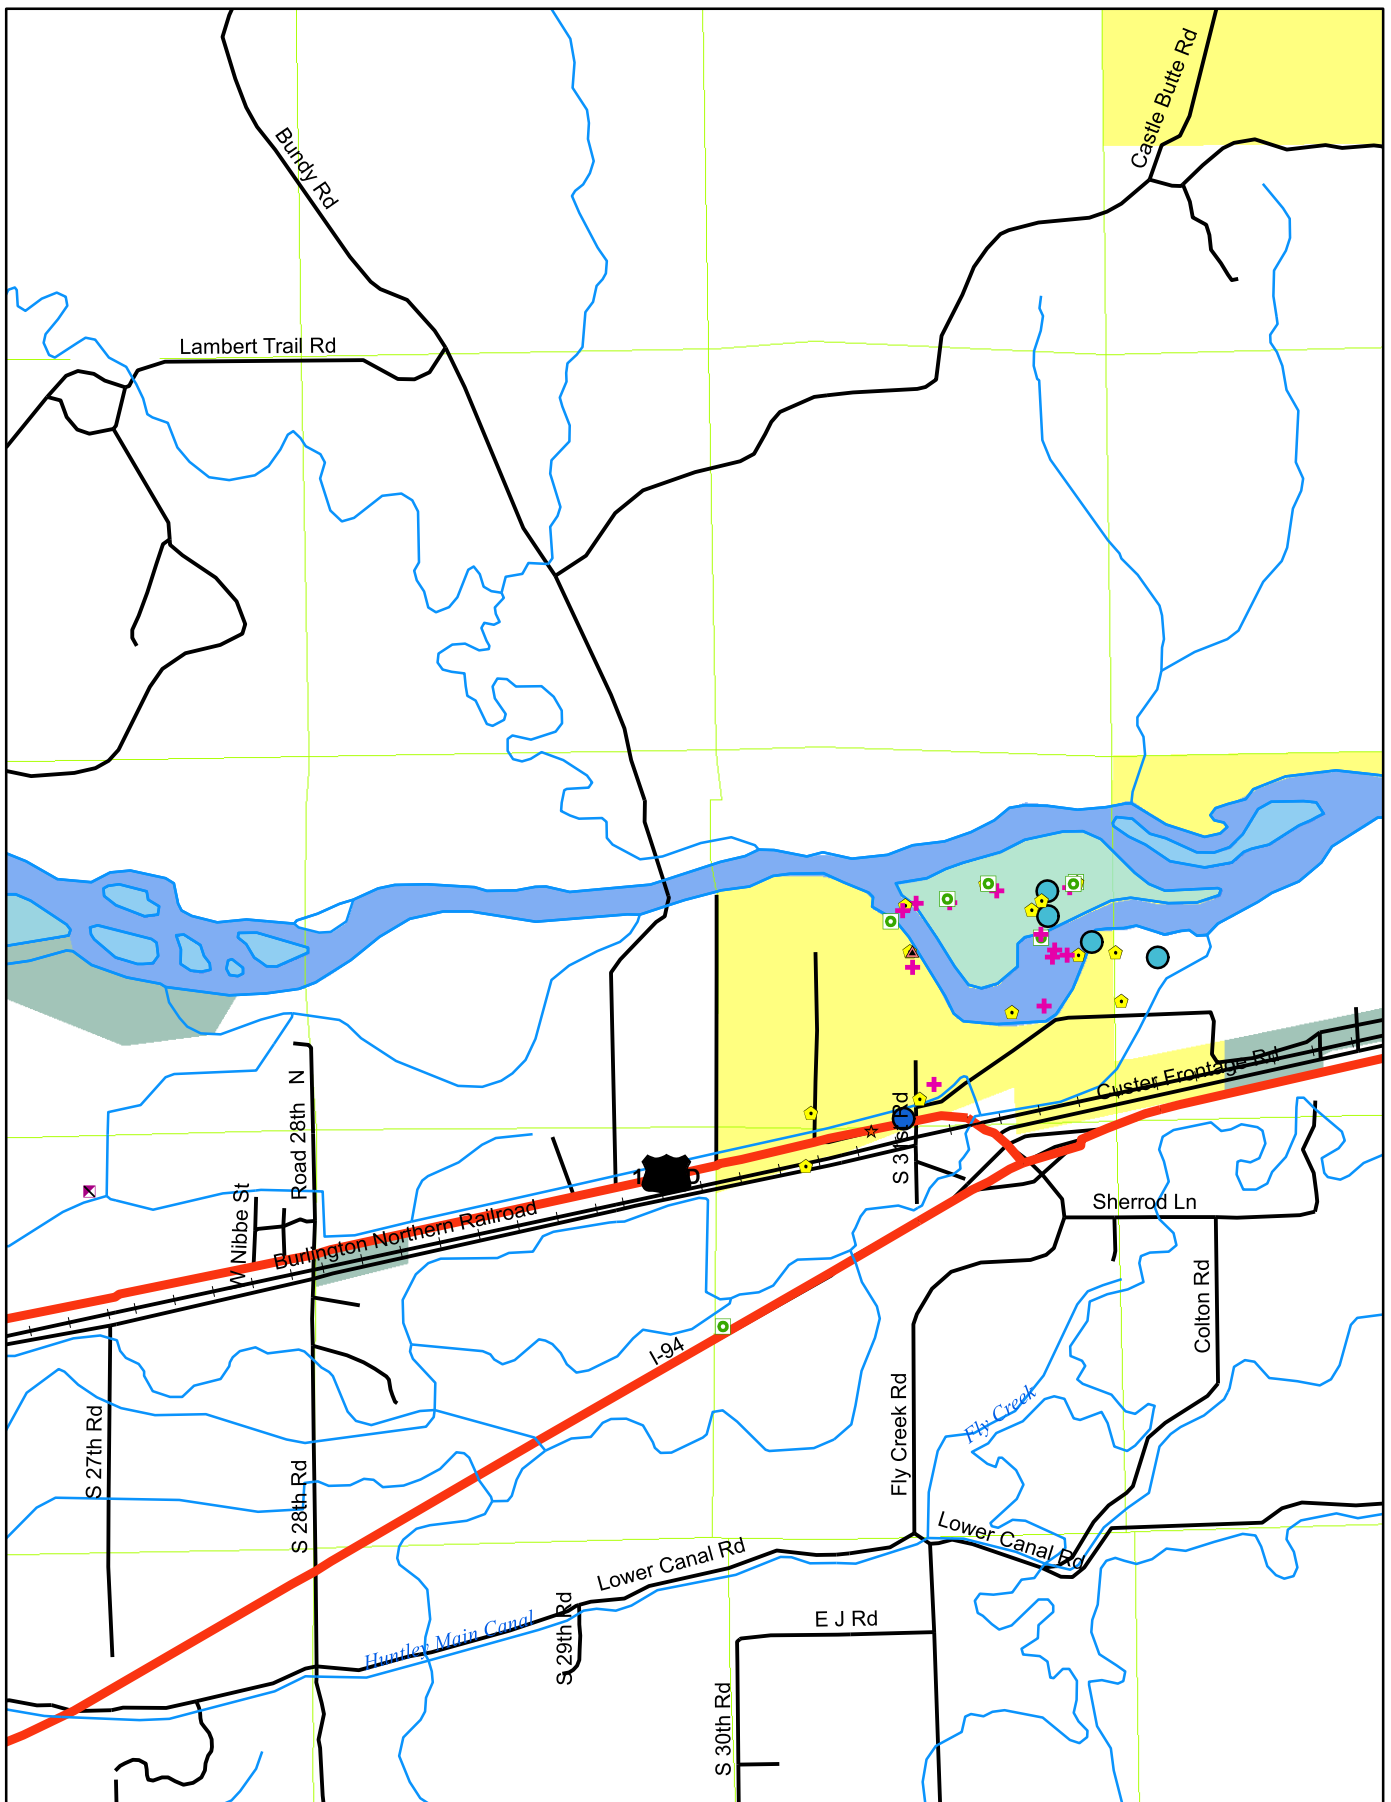 Castle Butte Rd
Bundy Rd
Lambert Trail Rd
Custer Frontage Rd
Road 28th N
S 31st Rd
W Nibbe St
Burlington Northern Railroad
Sherrod Ln
Colton Rd
I-94
Fly Creek Rd
Fly Creek
S 27th Rd
S 28th Rd
Lower Canal Rd
Lower Canal Rd
Huntley Main Canal
S 29th Rd
E J Rd
S 30th Rd